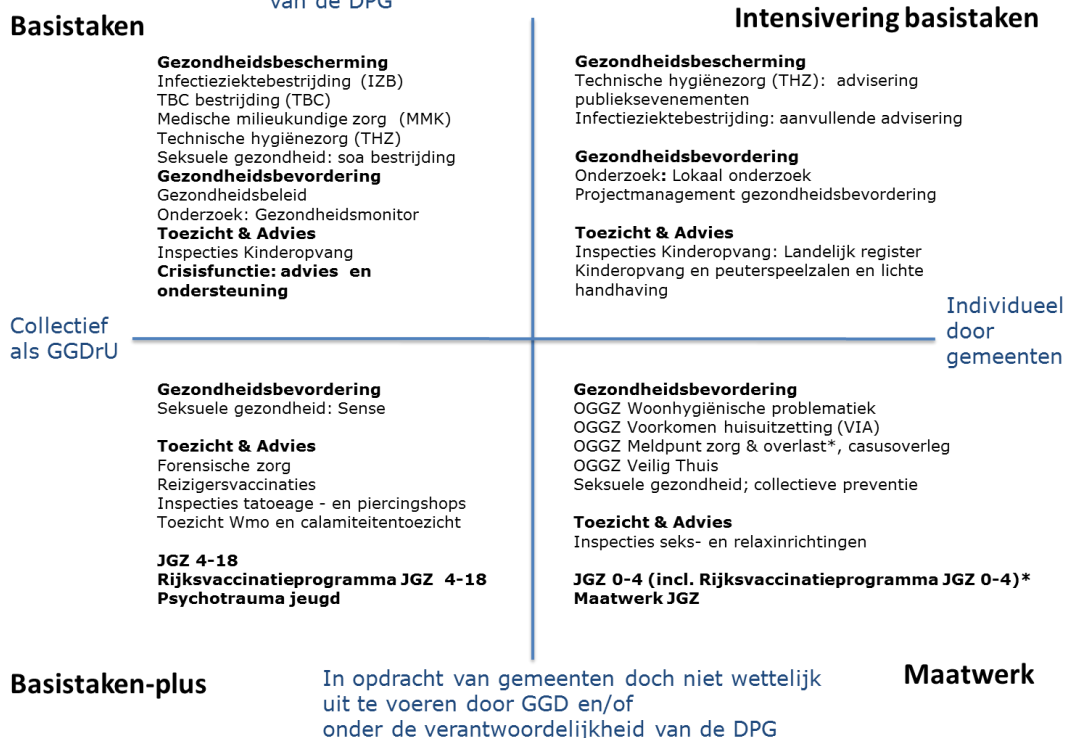 van de DPG
Basistaken
Intensivering basistaken
Gezondheidsbescherming
Infectieziektebestrijding (IZB)
TBC bestrijding (TBC)
Medische milieukundige zorg (MMK)
Technische hygiënezorg (THZ)
Seksuele gezondheid: soa bestrijding
Gezondheidsbevordering
Gezondheidsbeleid
Onderzoek: Gezondheidsmonitor
Toezicht & Advies
Inspecties Kinderopvang
Crisisfunctie: advies en
ondersteuning
Gezondheidsbescherming
Technische hygiënezorg (THZ): advisering
publieksevenementen
Infectieziektebestrijding: aanvullende advisering
Gezondheidsbevordering
Onderzoek: Lokaal onderzoek
Projectmanagement gezondheidsbevordering
Toezicht & Advies
Inspecties Kinderopvang: Landelijk register
Kinderopvang en peuterspeelzalen en lichte
handhaving
Collectief
als GGDrU
Individueel
door
gemeenten
Gezondheidsbevordering
Seksuele gezondheid: Sense
Toezicht & Advies
Forensische zorg
Reizigersvaccinaties
Inspecties tatoeage - en piercingshops
Toezicht Wmo en calamiteitentoezicht
JGZ 4-18
Rijksvaccinatieprogramma JGZ 4-18
Psychotrauma jeugd
Gezondheidsbevordering
OGGZ Woonhygiënische problematiek
OGGZ Voorkomen huisuitzetting (VIA)
OGGZ Meldpunt zorg & overlast*, casusoverleg
OGGZ Veilig Thuis
Seksuele gezondheid; collectieve preventie
Toezicht & Advies
Inspecties seks- en relaxinrichtingen
JGZ 0-4 (incl. Rijksvaccinatieprogramma JGZ 0-4)*
Maatwerk JGZ
Basistaken-plus
In opdracht van gemeenten doch niet wettelijk
uit te voeren door GGD en/of
onder de verantwoordelijkheid van de DPG
Maatwerk